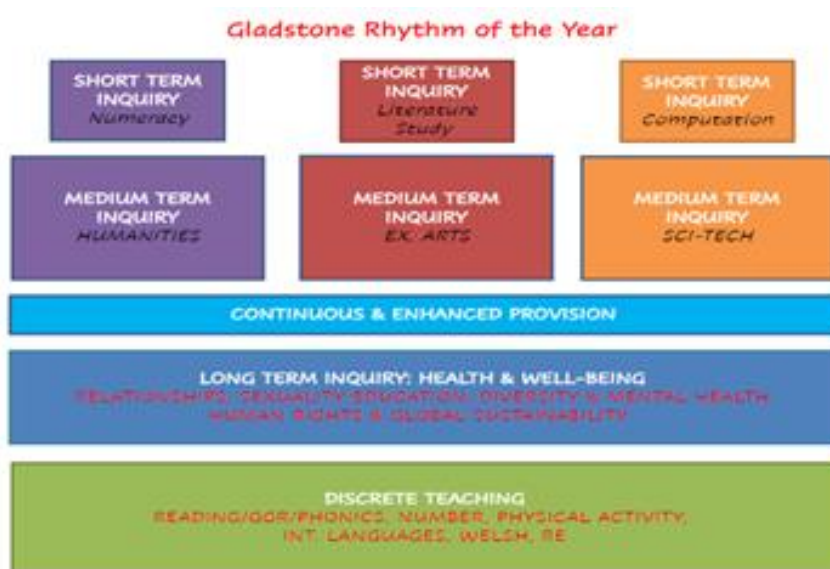 Gladstone Rhythm of the Year
SHORT TERM
INQUIRY
Numeracy
SHORT TERM
INQUIRY
Literature
Study
SHORT TERM
INQUIRY
Computation
MEDIUM TERM
INQUIRY
HUMANITIES
MEDIUM TERM
INQUIRY
EX. ARTS
MEDIUM TERM
INQUIRY
SCI-TECH
CONTINUOUS & ENHANCED PROVISION
LONG TERM INQUIRY: HEALTH & WELL-BEING
RELATIONSHIPS, SEXUALITY EDUCATION, DIVERSITY & MENTAL HEALTH
HUMAN RIGHTS & GLOBAL SUSTAINABILITY
DISCRETE TEACHING
READING/GGR/PHONICS, NUMBER, PHYSICAL ACTIVITY,
INT. LANGUAGES, WELSH, RE